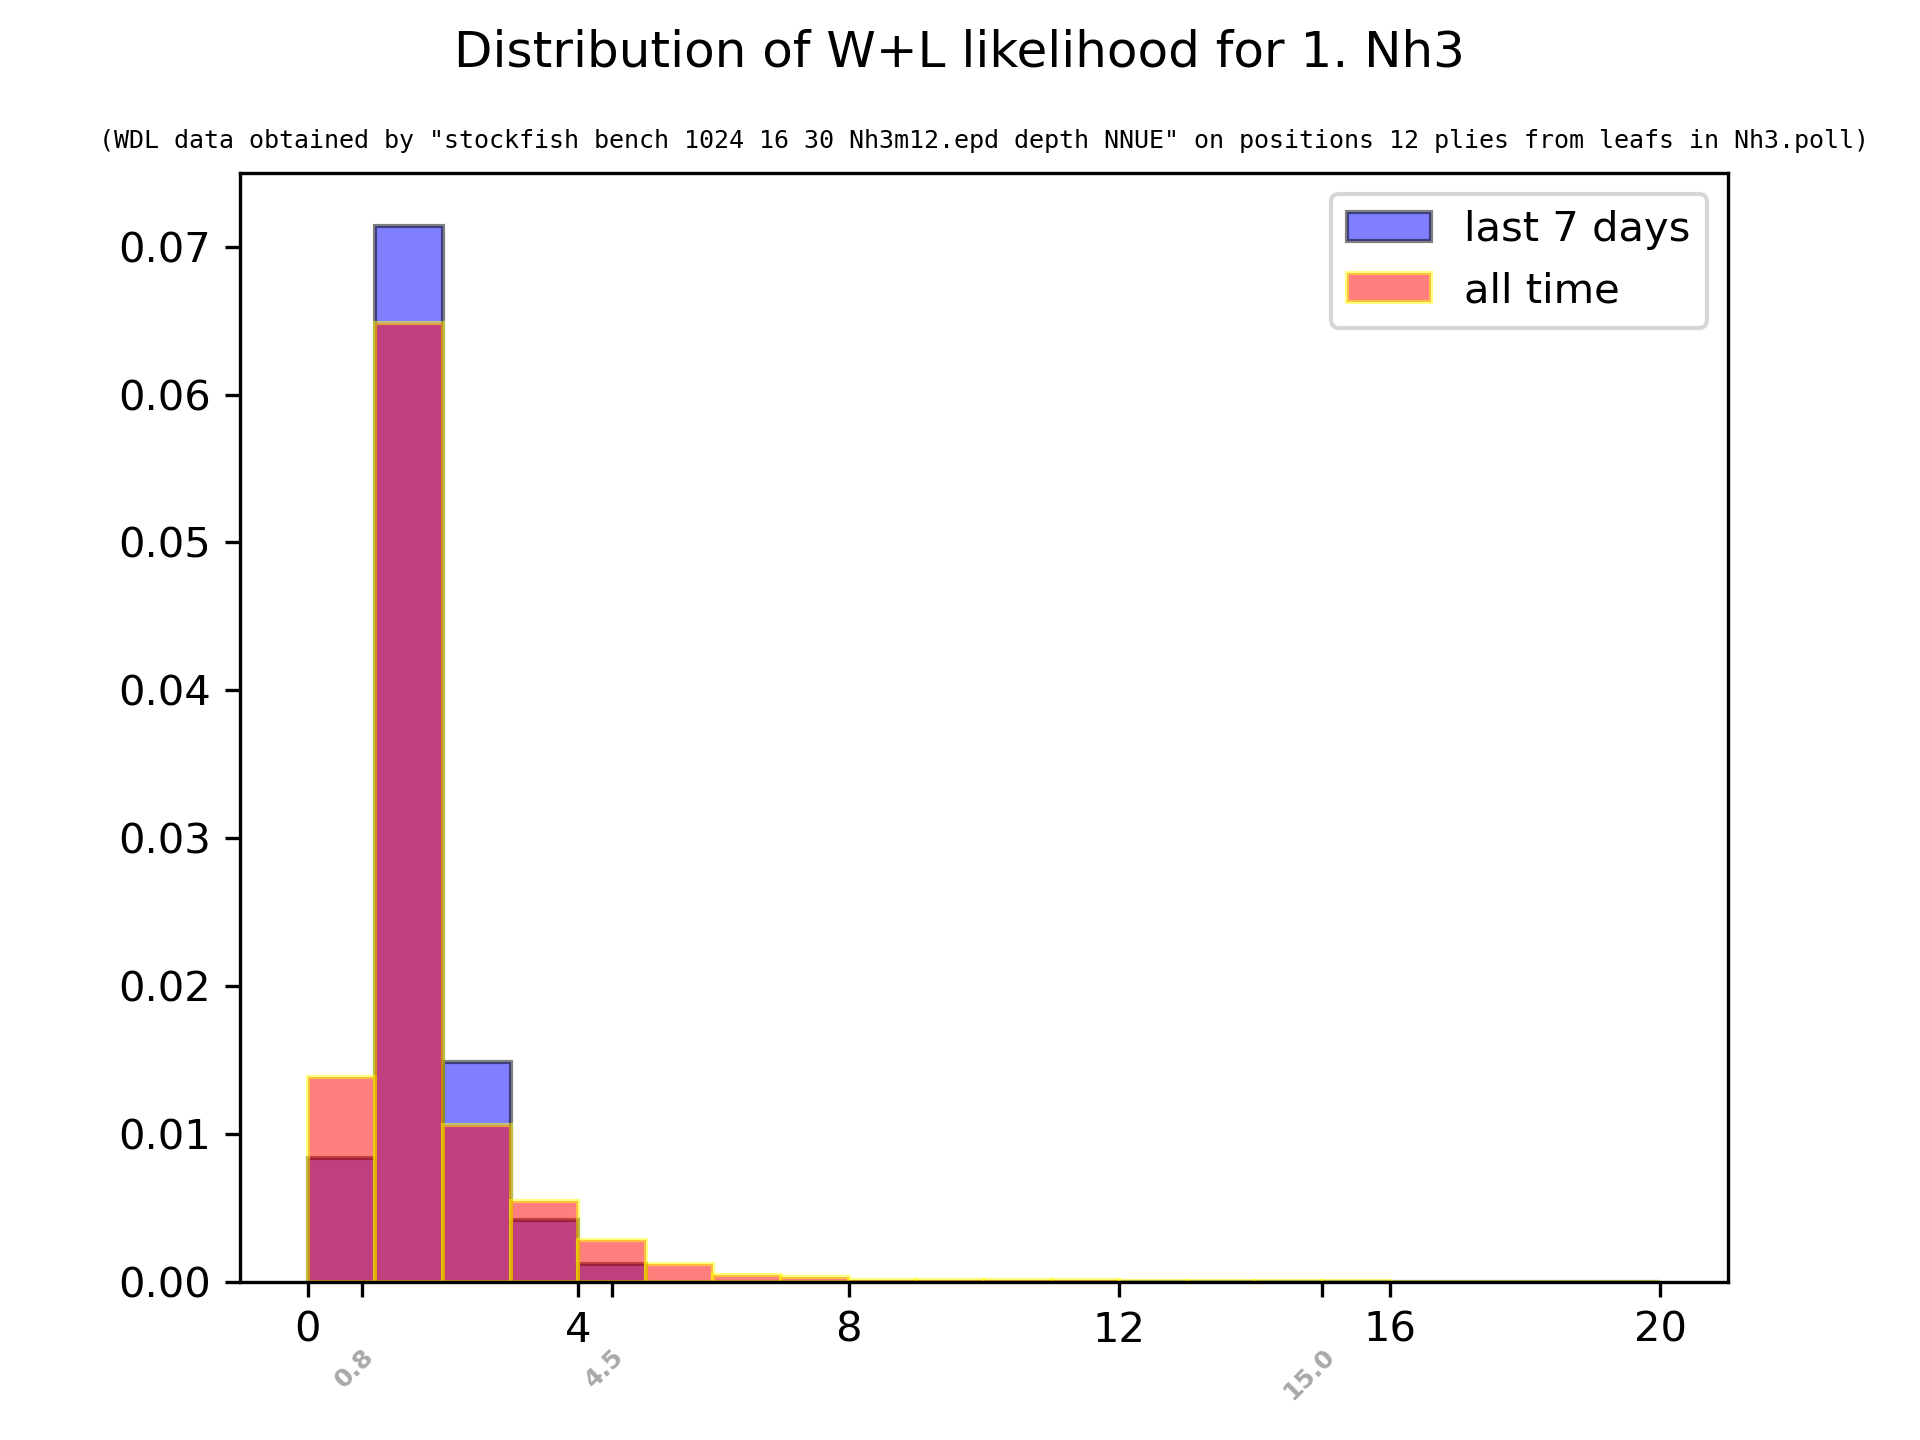 Distribution of W+L likelihood for 1. Nh3
(WDL data obtained by "stockfish bench 1024 16 30 Nh3m12.epd depth NNUE" on positions 12 plies from leafs in Nh3.poll)
last 7 days
all time
0.07
0.06
0.05
0.04
0.03
0.02
0.01
0.00
0 4 8 12 16 20
0.8 4.5 15.0